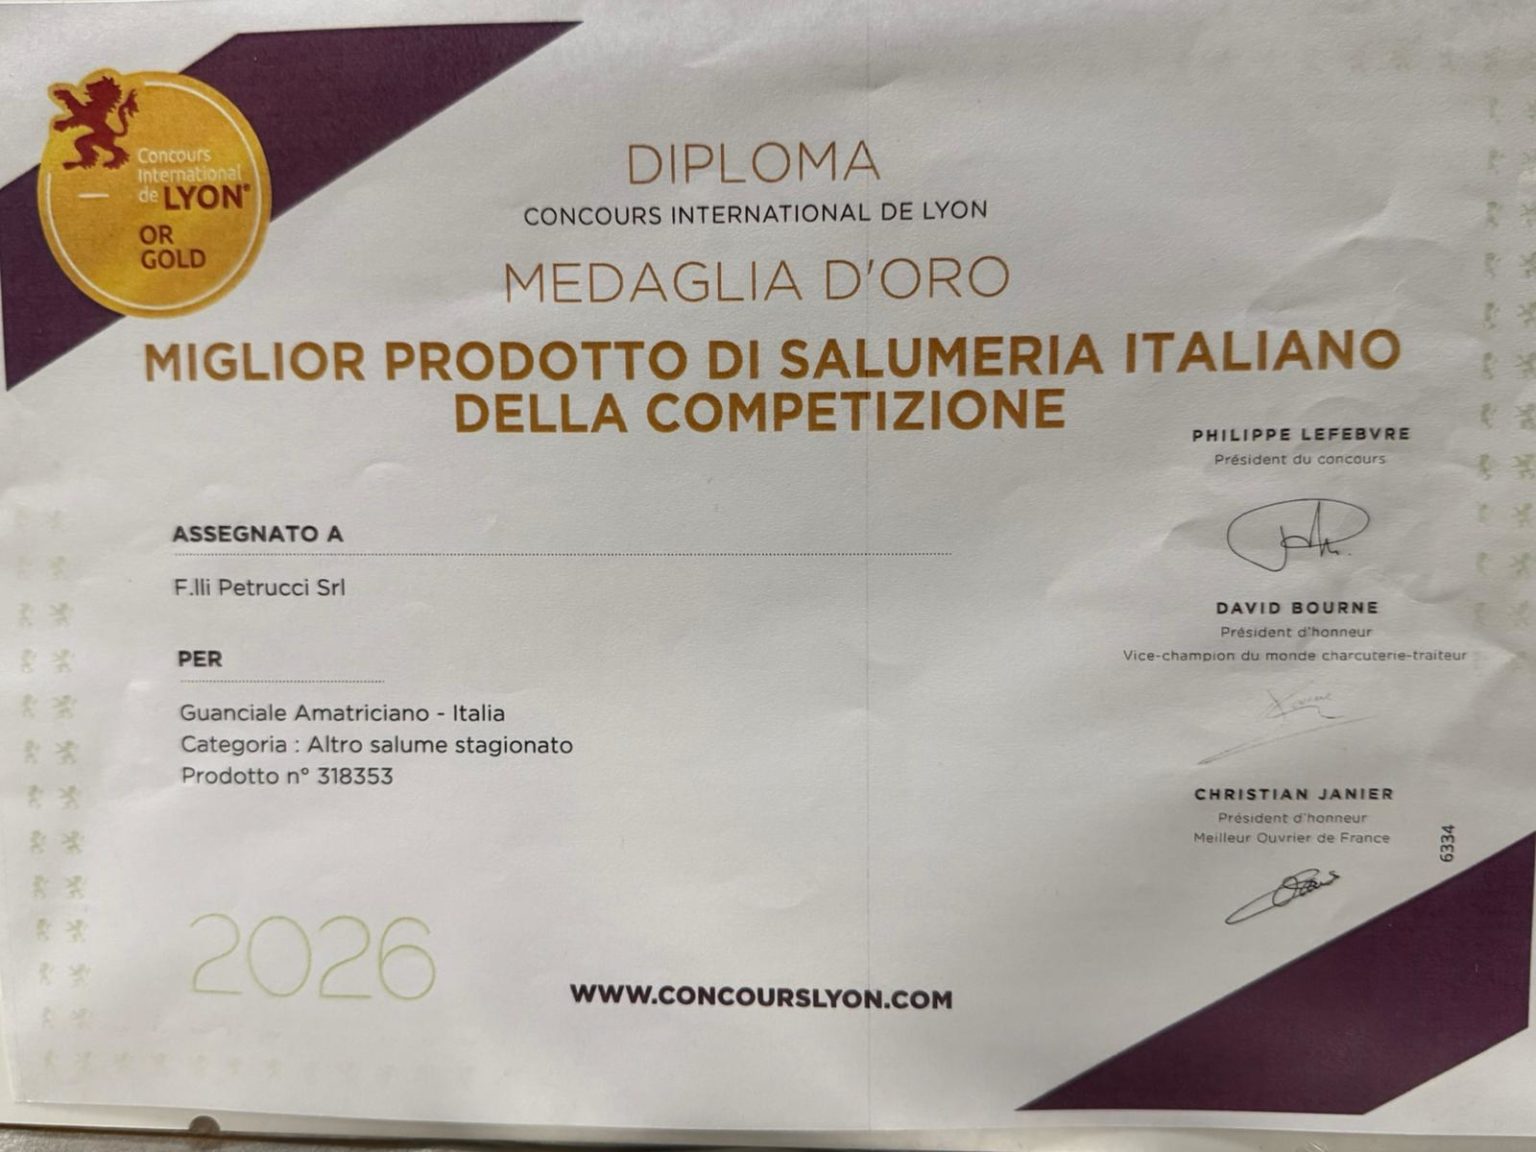 Concours
International
de LYON®
OR
GOLD
DIPLOMA
CONCOURS INTERNATIONAL DE LYON
MEDAGLIA D'ORO
MIGLIOR PRODOTTO DI SALUMERIA ITALIANO
DELLA COMPETIZIONE
ASSEGNATO A
F.lli Petrucci Srl
PER
Guanciale Amatriciano - Italia
Categoria : Altro salume stagionato
Prodotto n° 318353
PHILIPPE LEFEBVRE
Président du concours
DAVID BOURNE
Président d'honneur
Vice-champion du monde charcuterie-traiteur
CHRISTIAN JANIER
Président d'honneur
Meilleur Ouvrier de France
6334
2026
WWW.CONCOURSLYON.COM